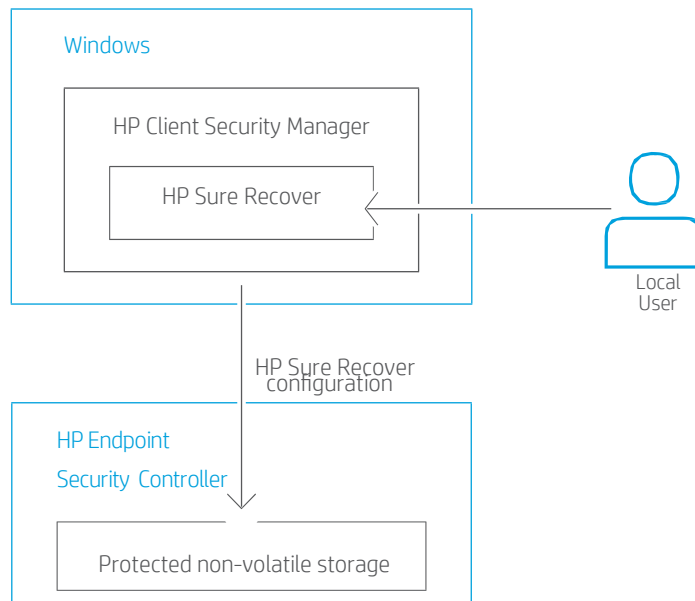 Windows
HP Client Security Manager
HP Sure Recover
Local
User
HP Sure Recover
configuration
HP Endpoint
Security Controller
Protected non-volatile storage